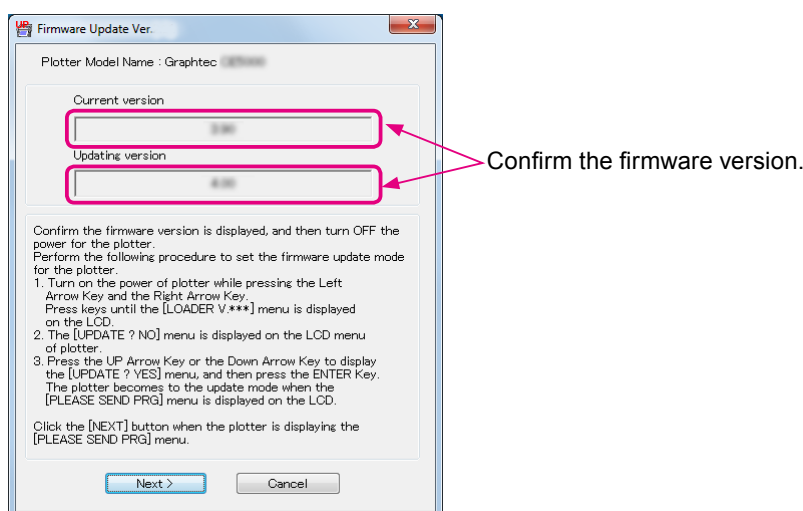 Firmware Update Ver.
Plotter Model Name : Graphtec
Current version
Updating version
Confirm the firmware version.
Confirm the firmware version is displayed, and then turn OFF the
power for the plotter.
Perform the following procedure to set the firmware update mode
for the plotter.
1. Turn on the power of plotter while pressing the Left
Arrow Key and the Right Arrow Key.
Press keys until the [LOADER V.***] menu is displayed
on the LCD.
2. The [UPDATE ? NO] menu is displayed on the LCD menu
of plotter.
3. Press the UP Arrow Key or the Down Arrow Key to display
the [UPDATE ? YES] menu, and then press the ENTER Key.
The plotter becomes to the update mode when the
[PLEASE SEND PRG] menu is displayed on the LCD.
Click the [NEXT] button when the plotter is displaying the
[PLEASE SEND PRG] menu.
Next >
Cancel